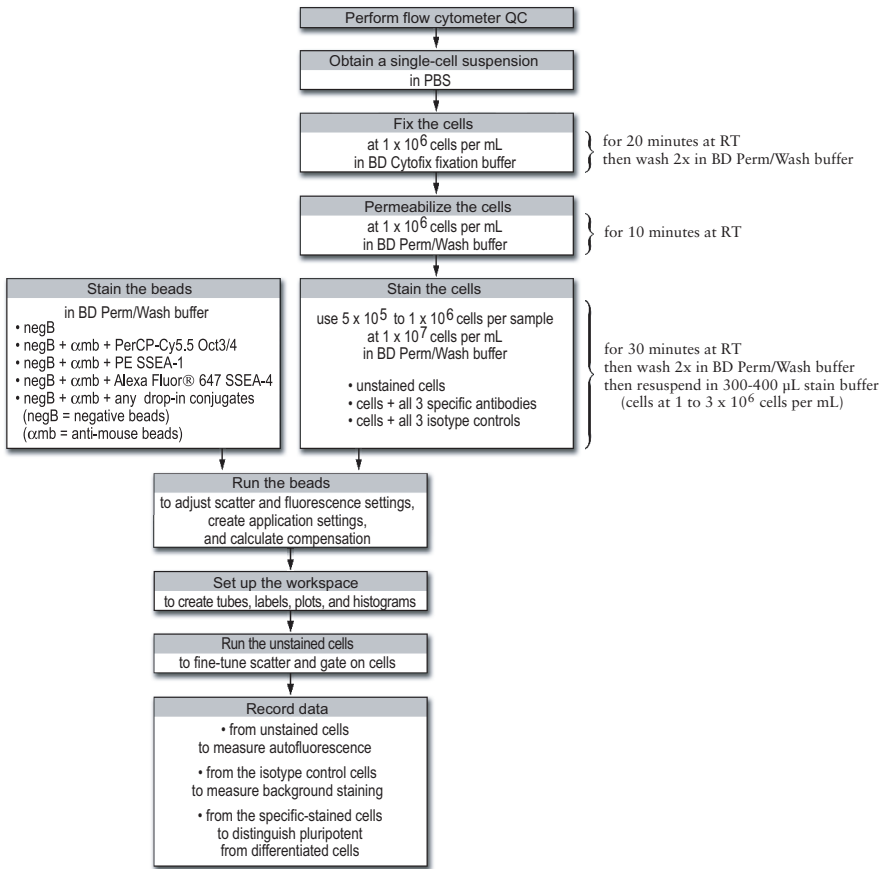 Perform flow cytometer QC
Obtain a single-cell suspension
in PBS
Fix the cells
at 1 x 10⁶ cells per mL
in BD Cytofix fixation buffer
for 20 minutes at RT
then wash 2x in BD Perm/Wash buffer
Permeabilize the cells
at 1 x 10⁶ cells per mL
in BD Perm/Wash buffer
for 10 minutes at RT
Stain the beads
in BD Perm/Wash buffer
• negB
• negB + αmb + PerCP-Cy5.5 Oct3/4
• negB + αmb + PE SSEA-1
• negB + αmb + Alexa Fluor® 647 SSEA-4
• negB + αmb + any drop-in conjugates
(negB = negative beads)
(αmb = anti-mouse beads)
Stain the cells
use 5 x 10⁵ to 1 x 10⁶ cells per sample
at 1 x 10⁷ cells per mL
in BD Perm/Wash buffer
• unstained cells
• cells + all 3 specific antibodies
• cells + all 3 isotype controls
for 30 minutes at RT
then wash 2x in BD Perm/Wash buffer
then resuspend in 300-400 µL stain buffer
(cells at 1 to 3 x 10⁶ cells per mL)
Run the beads
to adjust scatter and fluorescence settings,
create application settings,
and calculate compensation
Set up the workspace
to create tubes, labels, plots, and histograms
Run the unstained cells
to fine-tune scatter and gate on cells
Record data
• from unstained cells
to measure autofluorescence
• from the isotype control cells
to measure background staining
• from the specific-stained cells
to distinguish pluripotent
from differentiated cells